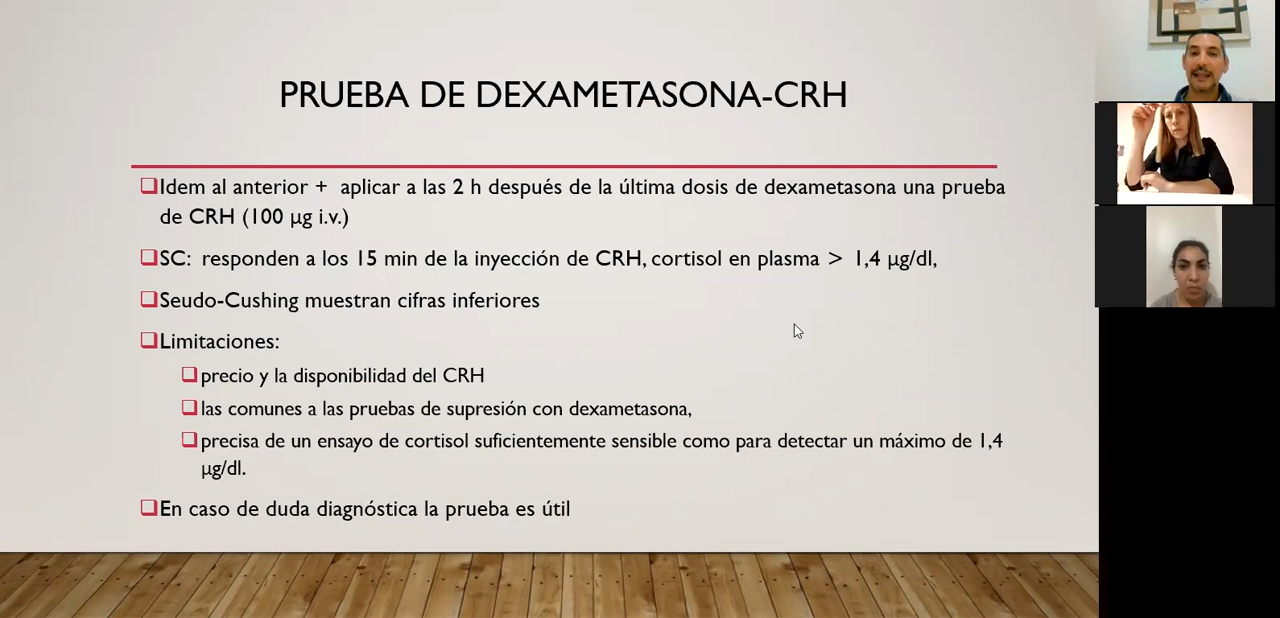 PRUEBA DE DEXAMETASONA-CRH
Idem al anterior + aplicar a las 2 h después de la última dosis de dexametasona una prueba
de CRH (100 µg i.v.)
SC: responden a los 15 min de la inyección de CRH, cortisol en plasma > 1,4 µg/dl,
Seudo-Cushing muestran cifras inferiores
Limitaciones:
precio y la disponibilidad del CRH
las comunes a las pruebas de supresión con dexametasona,
precisa de un ensayo de cortisol suficientemente sensible como para detectar un máximo de 1,4
µg/dl.
En caso de duda diagnóstica la prueba es útil